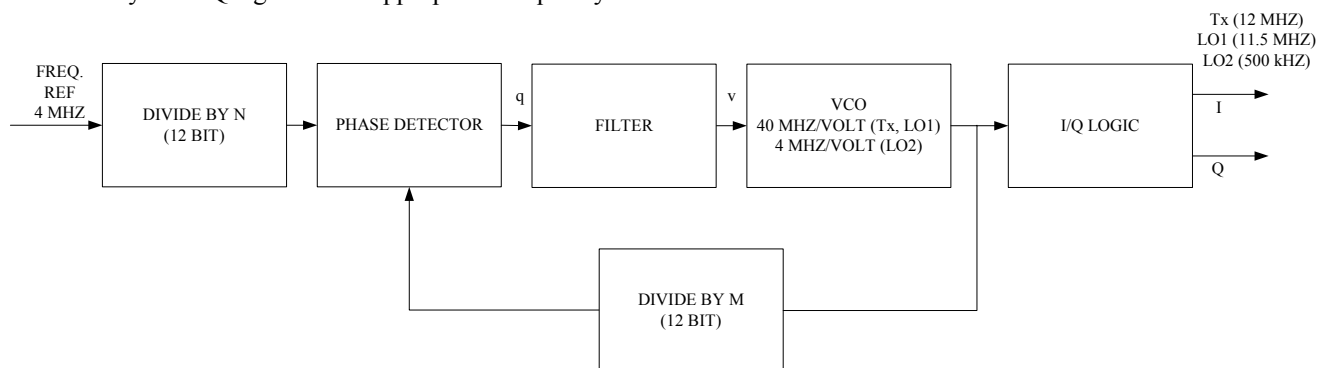 Tx (12 MHZ)
LO1 (11.5 MHZ)
LO2 (500 kHZ)
FREQ.
REF
4 MHZ
DIVIDE BY N
(12 BIT)
PHASE DETECTOR
q
FILTER
v
VCO
40 MHZ/VOLT (Tx, LO1)
4 MHZ/VOLT (LO2)
I/Q LOGIC
I
Q
DIVIDE BY M
(12 BIT)